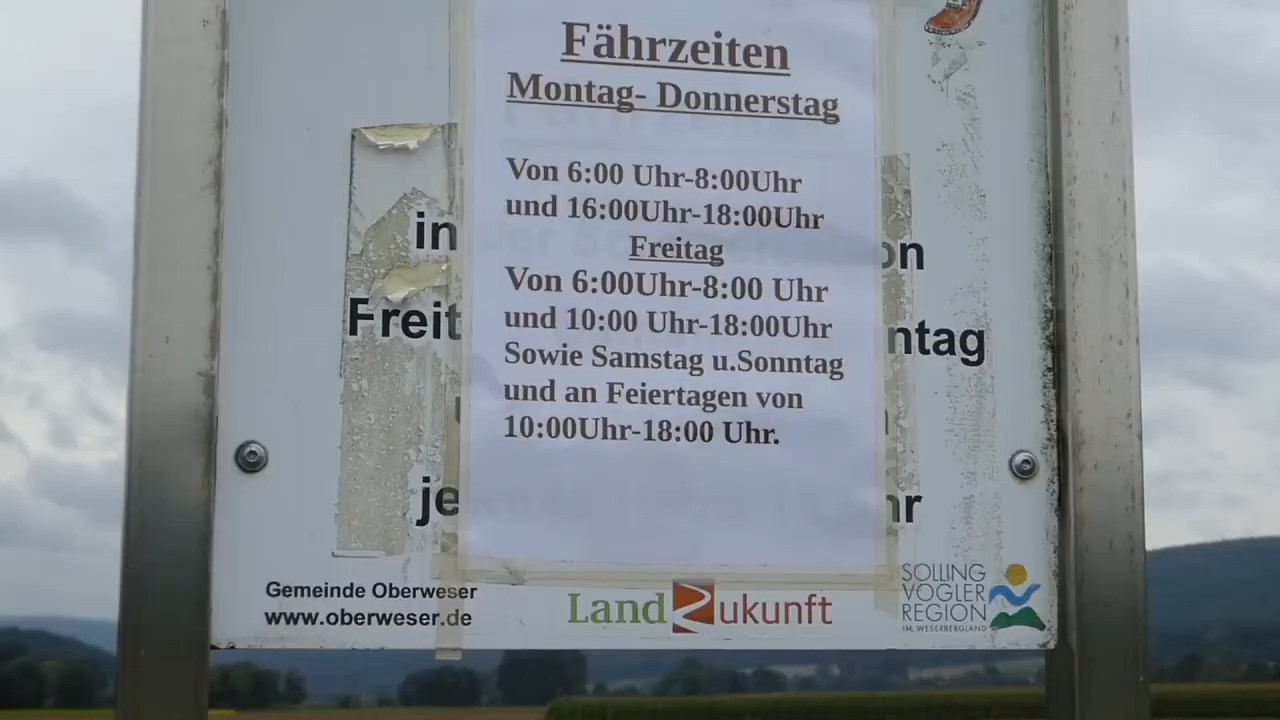 Fährzeiten
Montag- Donnerstag
Von 6:00 Uhr-8:00Uhr
und 16:00Uhr-18:00Uhr
Freitag
Von 6:00Uhr-8:00 Uhr
und 10:00 Uhr-18:00Uhr
Sowie Samstag u.Sonntag
und an Feiertagen von
10:00Uhr-18:00 Uhr.
in
on
Freit
ntag
je
hr
Gemeinde Oberweser
www.oberweser.de
LandZukunft
SOLLING
VOGLER
REGION
IM WESERBERGLAND